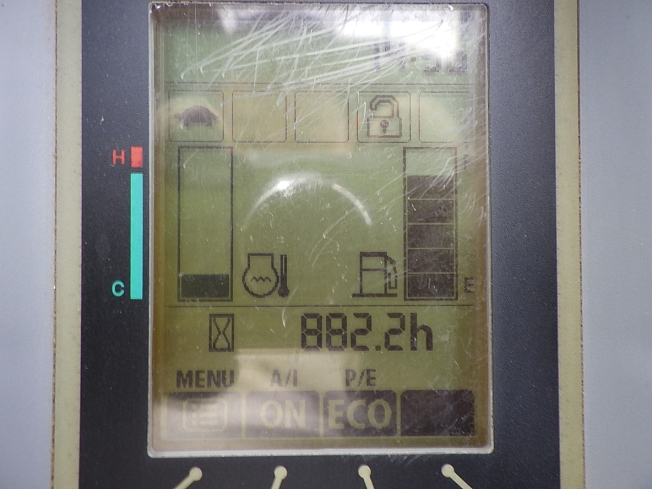 H
C
E
882.2h
MENU A/I P/E
ON ECO